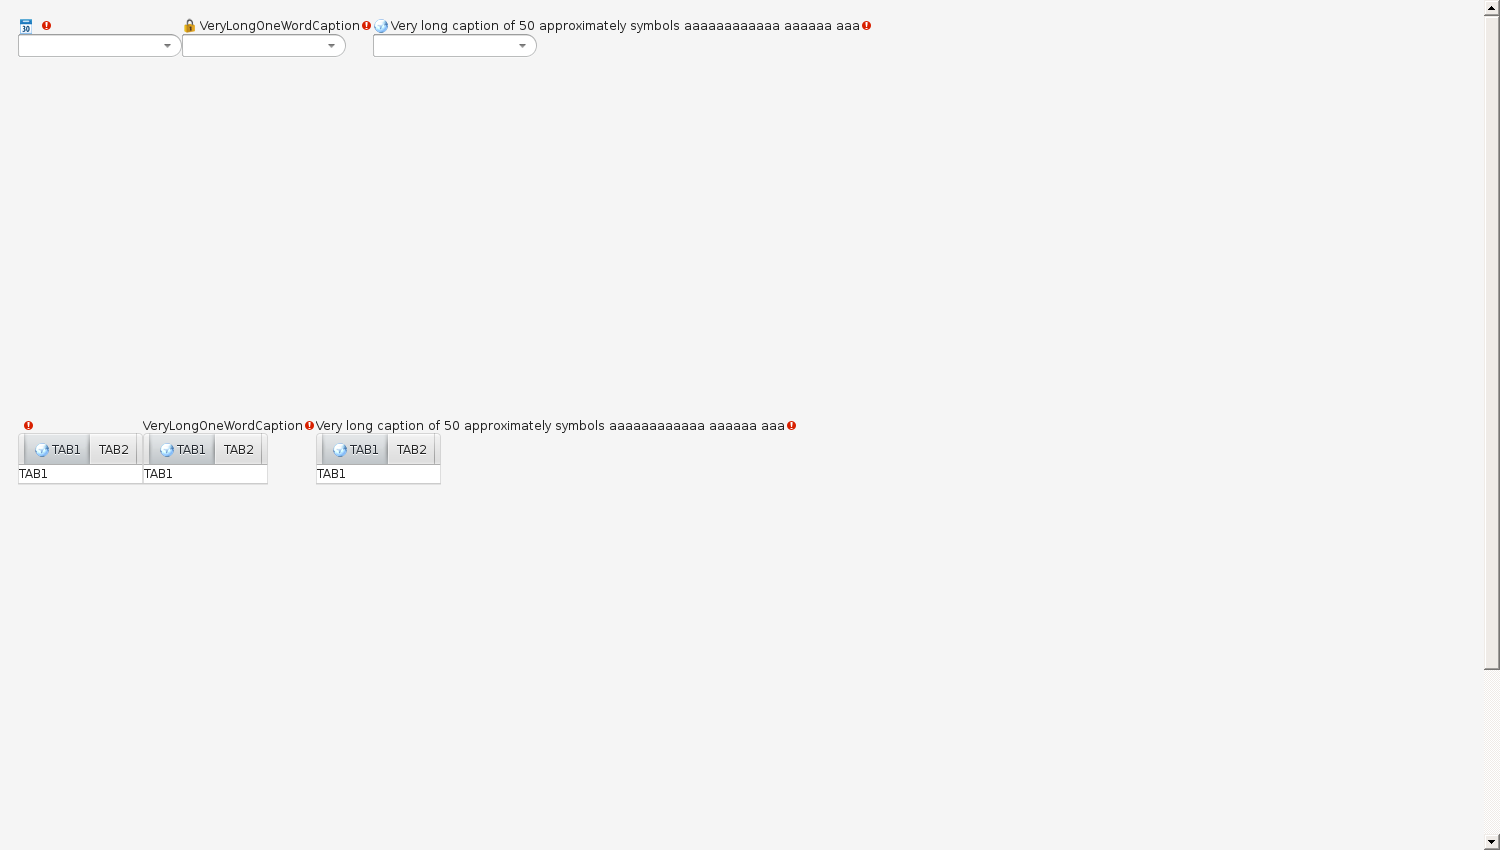 30 VeryLongOneWordCaption Very long caption of 50 approximately symbols aaaaaaaaaaaa aaaaaa aaa
VeryLongOneWordCaption Very long caption of 50 approximately symbols aaaaaaaaaaaa aaaaaa aaa
TAB1 TAB2 TAB1 TAB2 TAB1 TAB2
TAB1 TAB1 TAB1